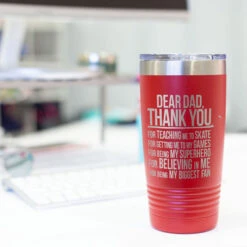 DEAR DAD,
THANK YOU
FOR TEACHING ME TO SKATE
FOR GETTING ME TO MY GAMES
FOR BEING MY SUPERHERO
FOR BELIEVING IN ME
FOR BEING MY BIGGEST FAN